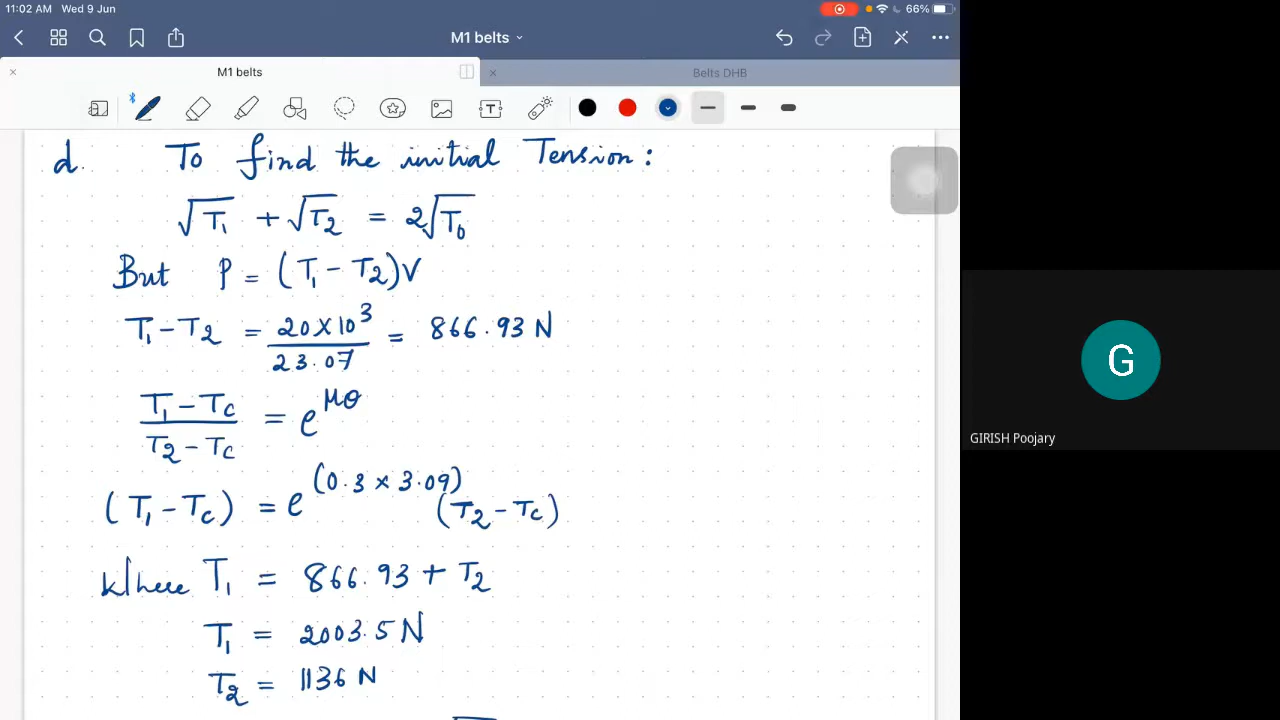 11:02 AM Wed 9 Jun
66%
M1 belts
M1 belts
Belts DHB
d. To find the initial Tension:
√T1 + √T2 = 2√T0
But P = (T1 - T2)V
T1 - T2 = 20×10^3 / 23.07 = 866.93 N
(T1 - Tc) / (T2 - Tc) = e^μθ
(T1 - Tc) = e^(0.3 × 3.09) (T2 - Tc)
Where T1 = 866.93 + T2
T1 = 2003.5 N
T2 = 1136 N
G
GIRISH Poojary